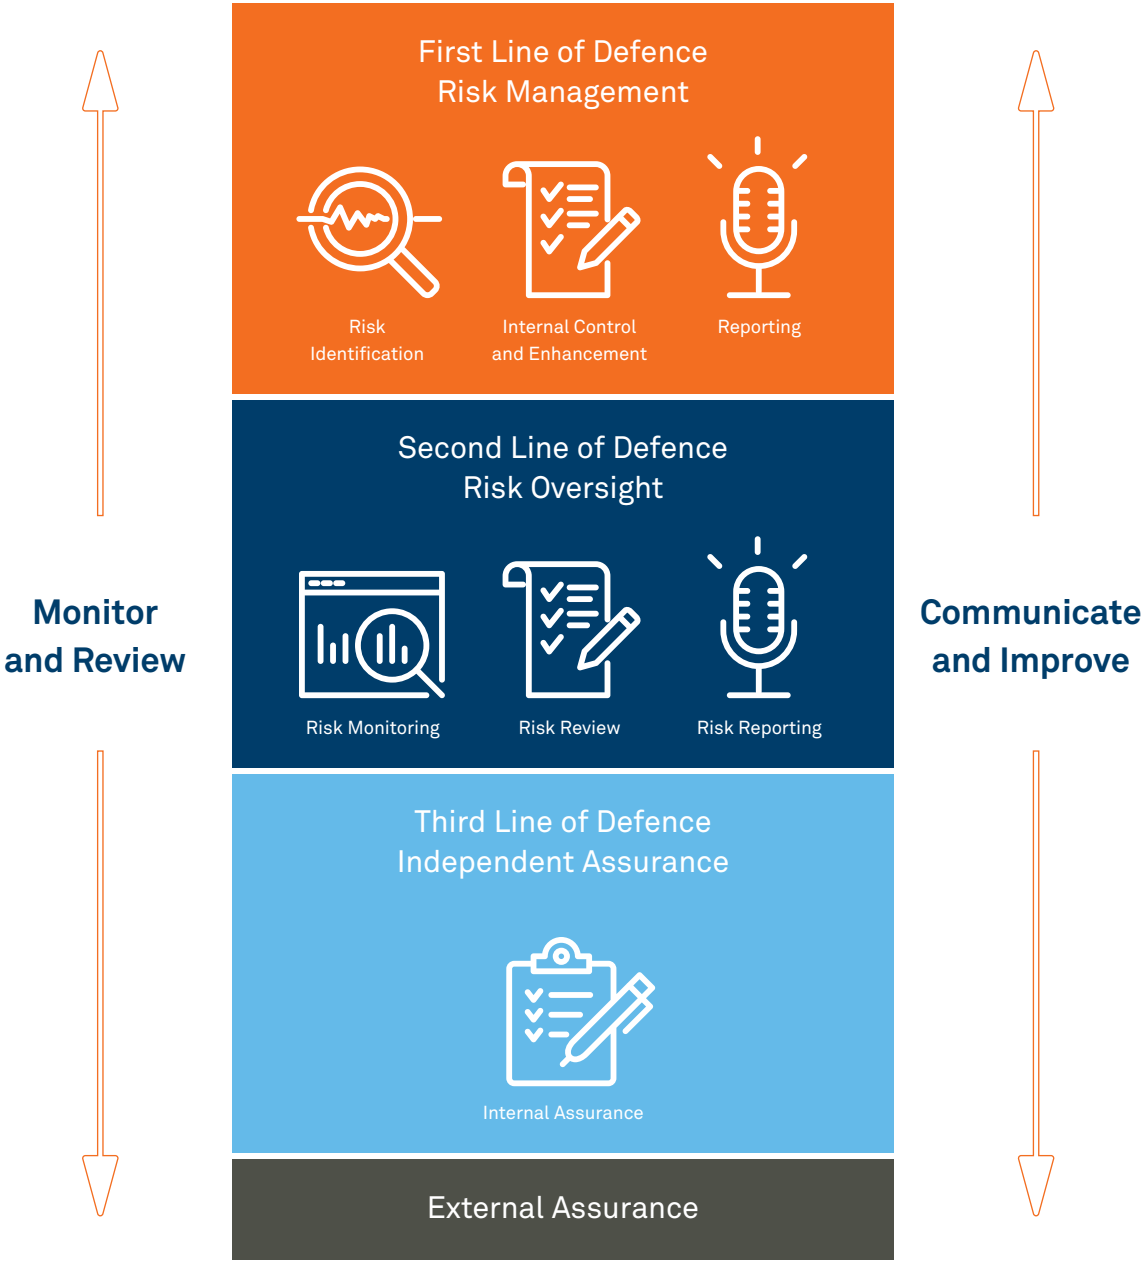 First Line of Defence
Risk Management
Risk
Identification
Internal Control
and Enhancement
Reporting
Second Line of Defence
Risk Oversight
Monitor
and Review
Communicate
and Improve
Risk Monitoring
Risk Review
Risk Reporting
Third Line of Defence
Independent Assurance
Internal Assurance
External Assurance